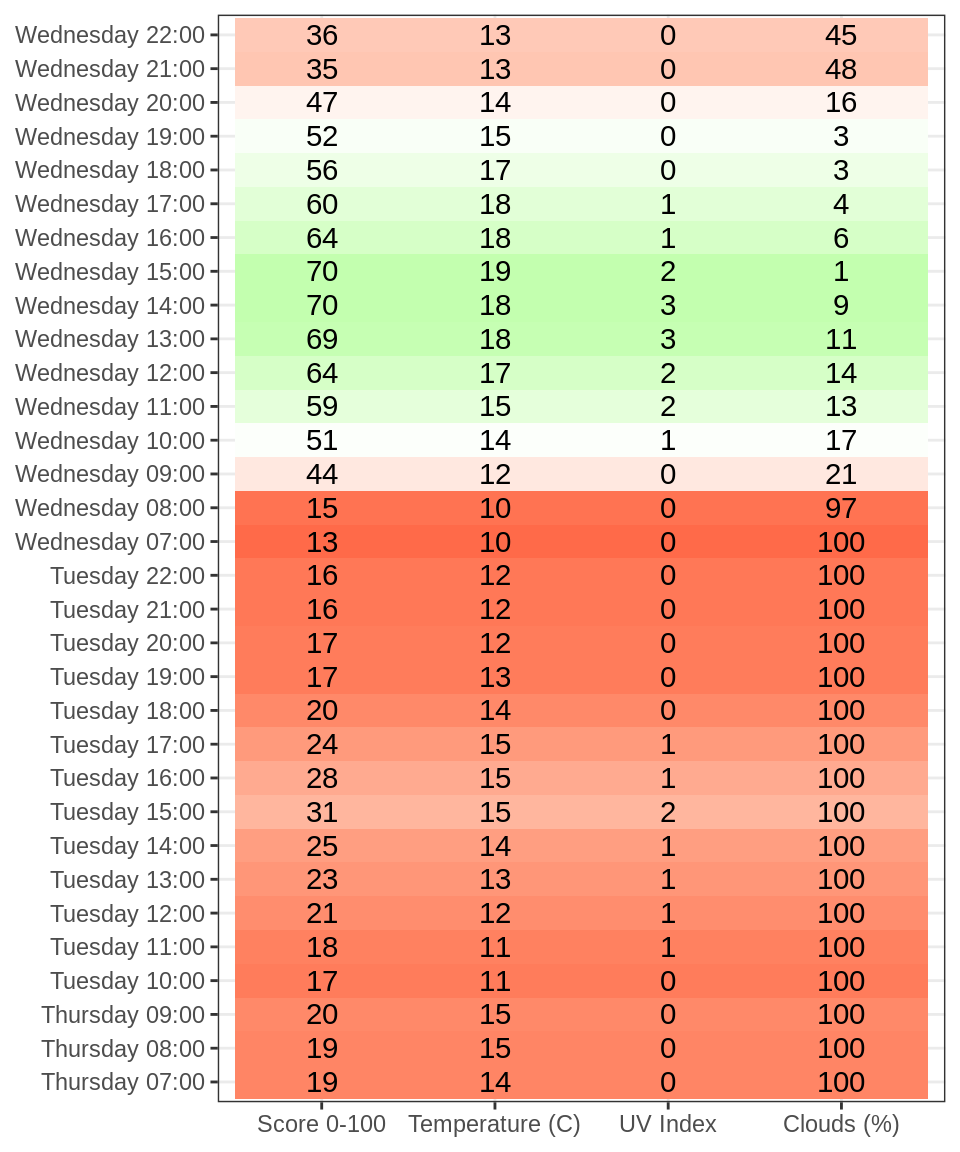 Wednesday 22:00 36 13 0 45
Wednesday 21:00 35 13 0 48
Wednesday 20:00 47 14 0 16
Wednesday 19:00 52 15 0 3
Wednesday 18:00 56 17 0 3
Wednesday 17:00 60 18 1 4
Wednesday 16:00 64 18 1 6
Wednesday 15:00 70 19 2 1
Wednesday 14:00 70 18 3 9
Wednesday 13:00 69 18 3 11
Wednesday 12:00 64 17 2 14
Wednesday 11:00 59 15 2 13
Wednesday 10:00 51 14 1 17
Wednesday 09:00 44 12 0 21
Wednesday 08:00 15 10 0 97
Wednesday 07:00 13 10 0 100
Tuesday 22:00 16 12 0 100
Tuesday 21:00 16 12 0 100
Tuesday 20:00 17 12 0 100
Tuesday 19:00 17 13 0 100
Tuesday 18:00 20 14 0 100
Tuesday 17:00 24 15 1 100
Tuesday 16:00 28 15 1 100
Tuesday 15:00 31 15 2 100
Tuesday 14:00 25 14 1 100
Tuesday 13:00 23 13 1 100
Tuesday 12:00 21 12 1 100
Tuesday 11:00 18 11 1 100
Tuesday 10:00 17 11 0 100
Thursday 09:00 20 15 0 100
Thursday 08:00 19 15 0 100
Thursday 07:00 19 14 0 100
Score 0-100 Temperature (C) UV Index Clouds (%)